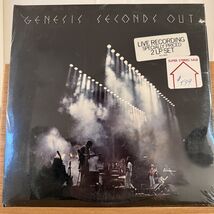 GENESIS SECONDS OUT
LIVE RECORDING
SPECIALLY PRICED
2 LP SET